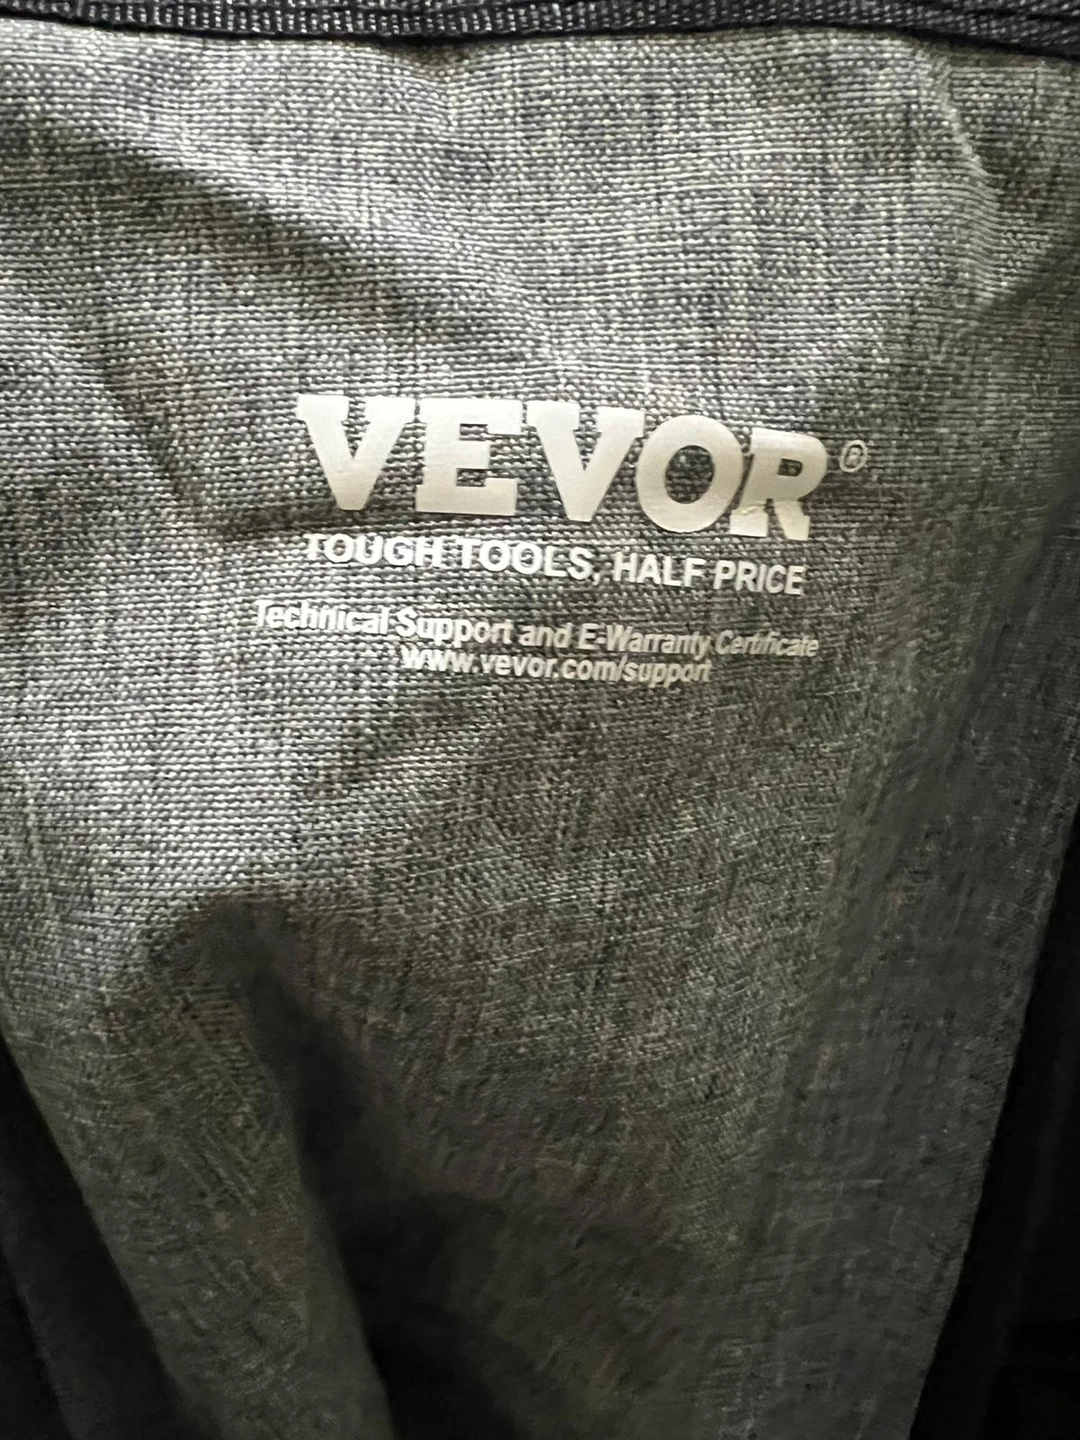 VEVOR®
TOUGH TOOLS, HALF PRICE
Technical Support and E-Warranty Certificate
www.vevor.com/support